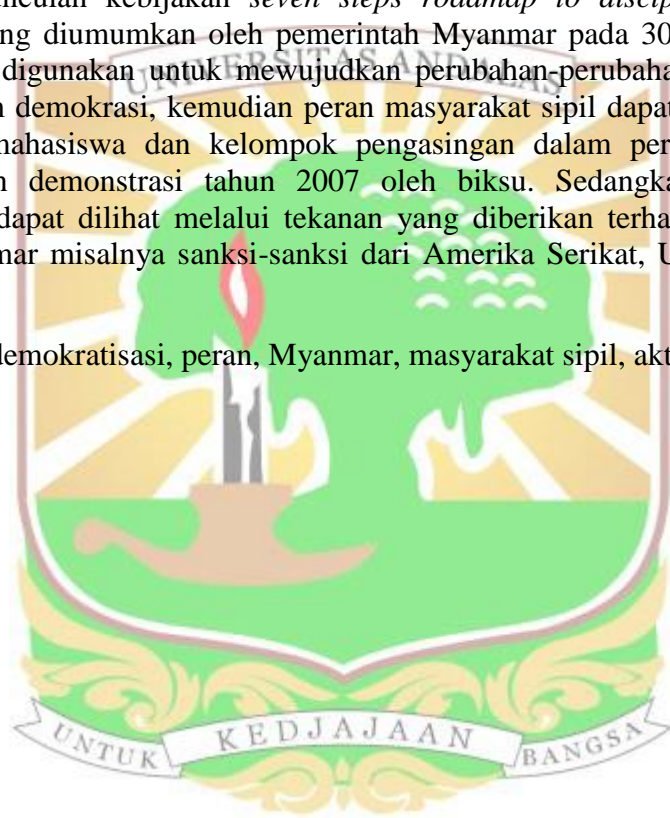 nculan kebijakan seven steps roadmap to discip
ng diumumkan oleh pemerintah Myanmar pada 30
UNIVERSITAS ANDALAS
digunakan untuk mewujudkan perubahan-perubaha
n demokrasi, kemudian peran masyarakat sipil dapat
mahasiswa dan kelompok pengasingan dalam per
n demonstrasi tahun 2007 oleh biksu. Sedangka
dapat dilihat melalui tekanan yang diberikan terha
mar misalnya sanksi-sanksi dari Amerika Serikat, U
demokratisasi, peran, Myanmar, masyarakat sipil, akt
UNTUK KEDJAJAAN BANGSA